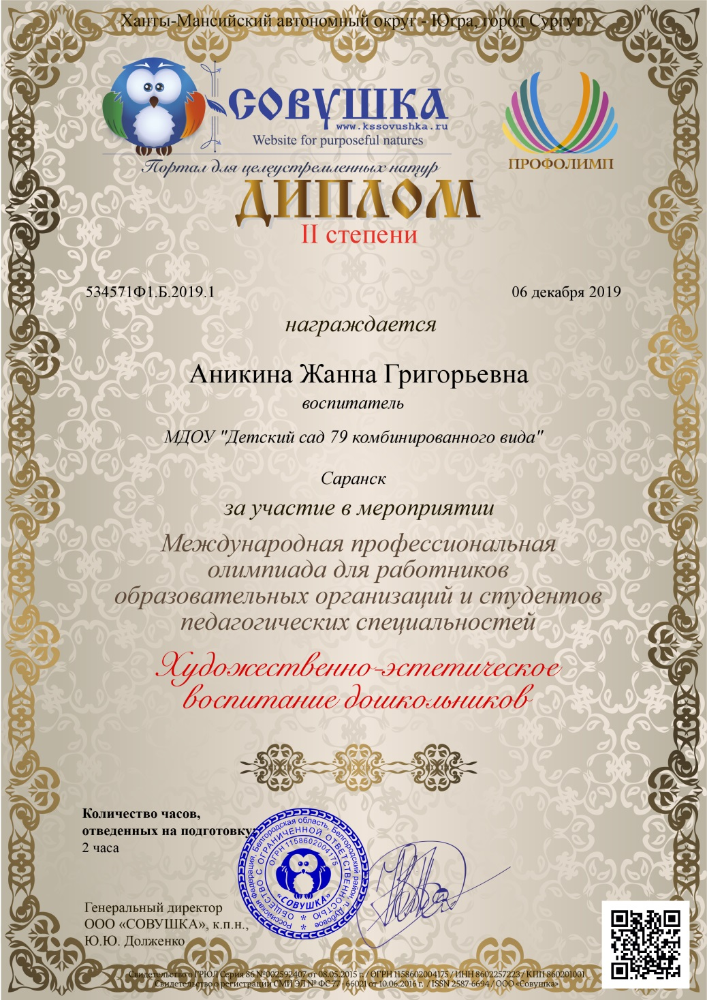 Ханты-Мансийский автономный округ - Югра, город Сургут
СОВУШКА
www.kssovushka.ru
Website for purposeful natures
Портал для целеустремленных натур
ПРОФОЛИМП
ДИПЛОМ
II степени
534571Ф1.Б.2019.1
06 декабря 2019
награждается
Аникина Жанна Григорьевна
воспитатель
МДОУ "Детский сад 79 комбинированного вида"
Саранск
за участие в мероприятии
Международная профессиональная
олимпиада для работников
образовательных организаций и студентов
педагогических специальностей
Художественно-эстетическое
воспитание дошкольников
Количество часов,
отведенных на подготовку:
2 часа
Российская Федерация, Белгородская область, Белгородский район, п. Дубовое
ОБЩЕСТВО С ОГРАНИЧЕННОЙ ОТВЕТСТВЕННОСТЬЮ
ОГРН 1158602004175
«СОВУШКА»
Генеральный директор
ООО «СОВУШКА», к.п.н.,
Ю.Ю. Долженко
Свидетельство о ГРЮЛ Серия 86 №002592407 от 08.05.2015 г. / ОГРН 1158602004175 / ИНН 8602257223 / КПП 860201001
Свидетельство о регистрации СМИ ЭЛ № ФС 77 - 66021 от 10.06.2016 г. / ISSN 2587-6694 / ООО «Совушка»